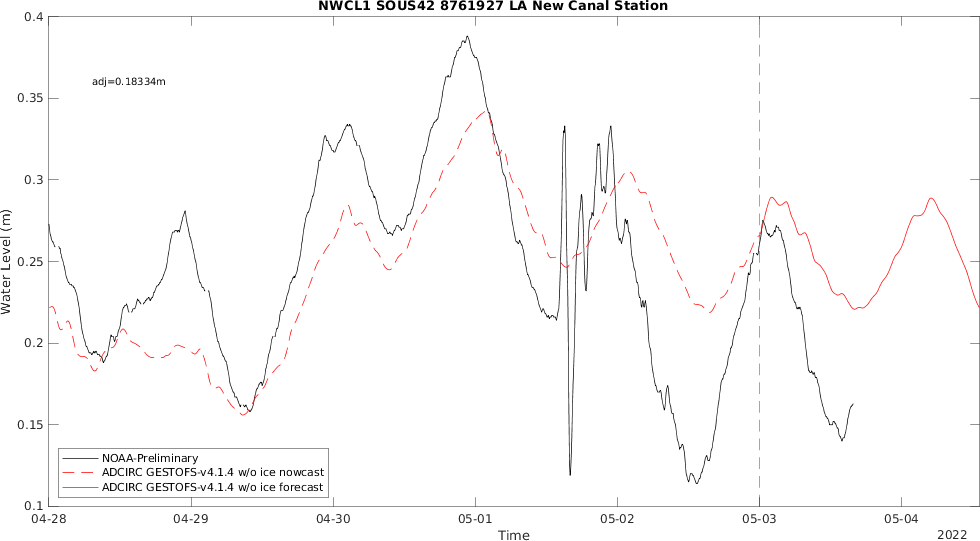 NWCL1 SOUS42 8761927 LA New Canal Station
adj=0.18334m
Water Level (m)
0.4
0.35
0.3
0.25
0.2
0.15
0.1
NOAA-Preliminary
ADCIRC GESTOFS-v4.1.4 w/o ice nowcast
ADCIRC GESTOFS-v4.1.4 w/o ice forecast
04-28 04-29 04-30 05-01 05-02 05-03 05-04
Time
2022